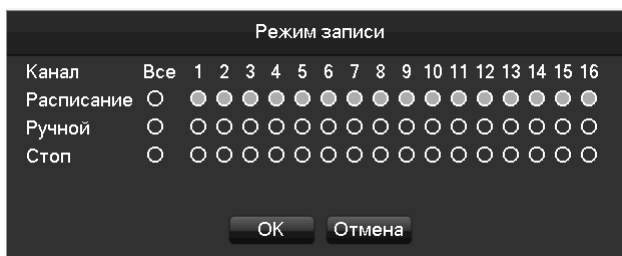 Режим записи
Канал Все 1 2 3 4 5 6 7 8 9 10 11 12 13 14 15 16
Расписание
Ручной
Стоп
OK Отмена